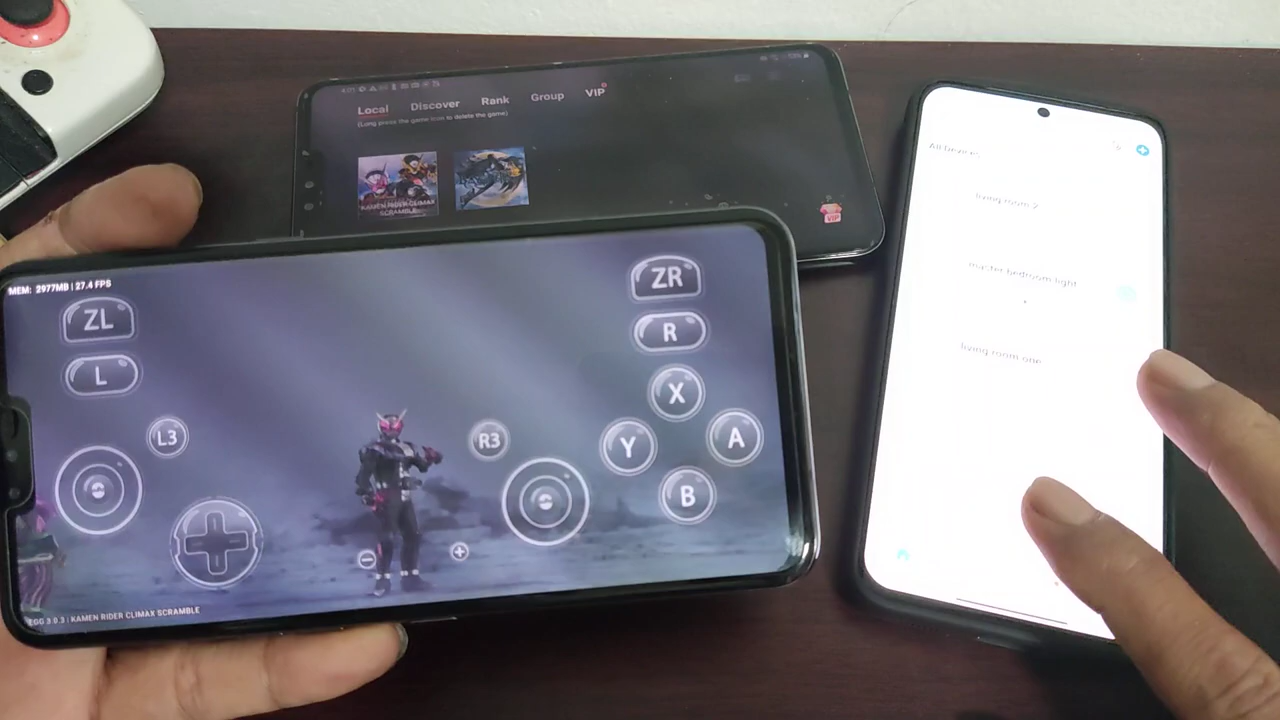 Local Discover Rank Group VIP
(Long press the game icon to delete the game)
KAMEN RIDER CLIMAX
SCRAMBLE
VIP
All Devices
living room 2
master bedroom light
living room one
MEM: 2977MB | 27.4 FPS
ZL
L
L3
R3
ZR
R
X
Y
A
B
EGG 3.0.3 | KAMEN RIDER CLIMAX SCRAMBLE